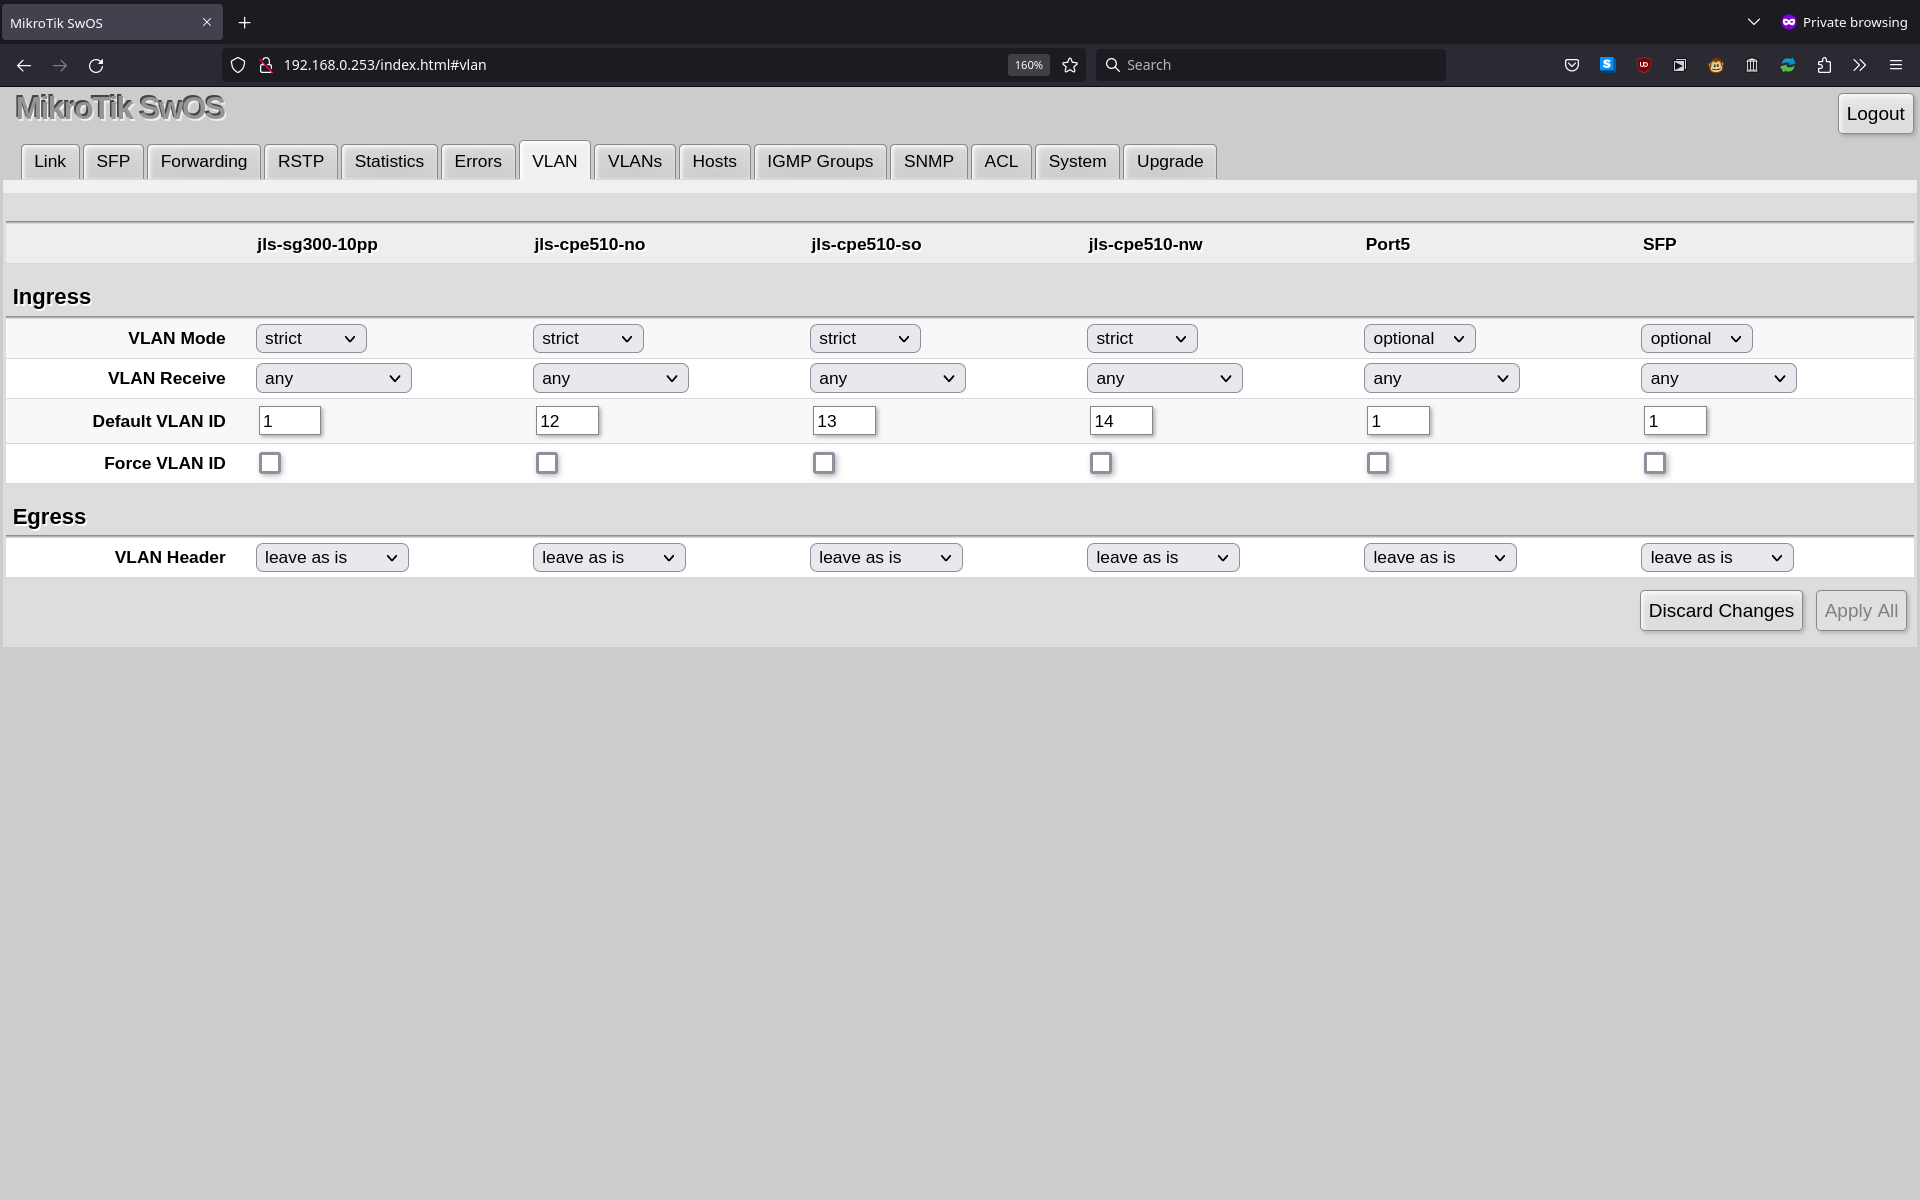 MikroTik SwOS
Private browsing
192.168.0.253/index.html#vlan
160%
Search
MikroTik SwOS
Logout
Link SFP Forwarding RSTP Statistics Errors VLAN VLANs Hosts IGMP Groups SNMP ACL System Upgrade
jls-sg300-10pp jls-cpe510-no jls-cpe510-so jls-cpe510-nw Port5 SFP
Ingress
VLAN Mode strict strict strict strict optional optional
VLAN Receive any any any any any any
Default VLAN ID 1 12 13 14 1 1
Force VLAN ID
Egress
VLAN Header leave as is leave as is leave as is leave as is leave as is leave as is
Discard Changes Apply All